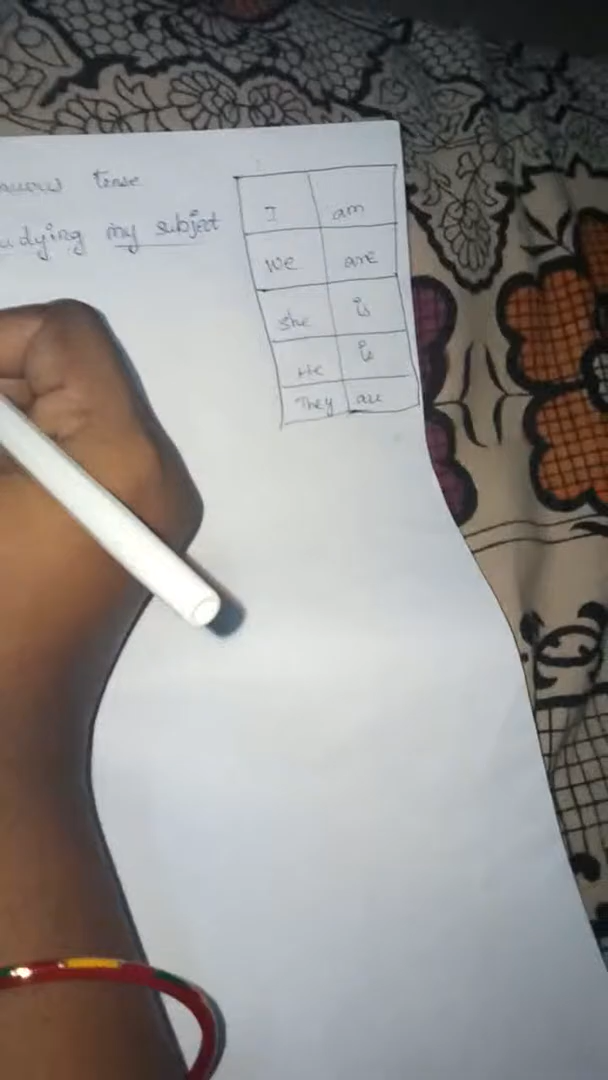 tense
my subject
I am
we are
she is
He is
They are